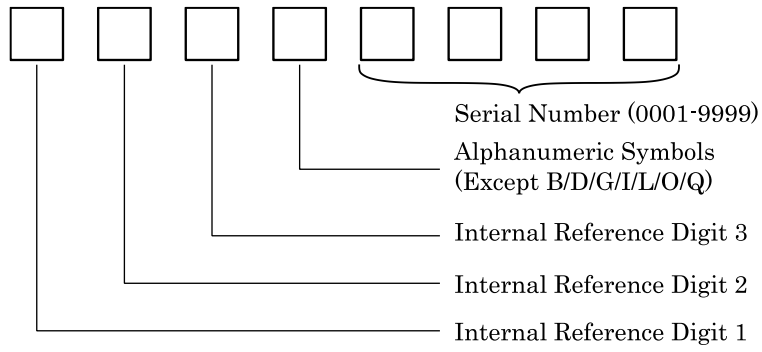 Serial Number (0001-9999)
Alphanumeric Symbols
(Except B/D/G/I/L/O/Q)
Internal Reference Digit 3
Internal Reference Digit 2
Internal Reference Digit 1